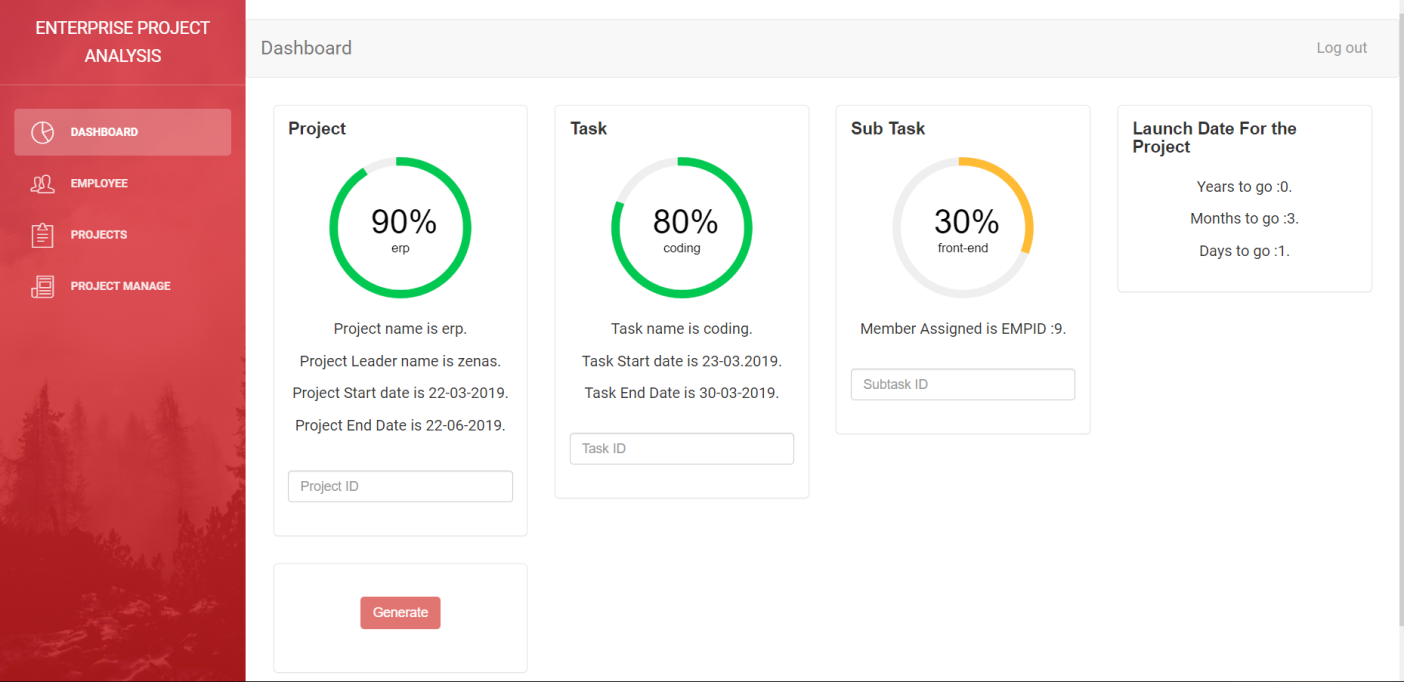 ENTERPRISE PROJECT
ANALYSIS
DASHBOARD
EMPLOYEE
PROJECTS
PROJECT MANAGE
Dashboard
Log out
Project
90%
erp
Project name is erp.
Project Leader name is zenas.
Project Start date is 22-03-2019.
Project End Date is 22-06-2019.
Project ID
Task
80%
coding
Task name is coding.
Task Start date is 23-03.2019.
Task End Date is 30-03-2019.
Task ID
Sub Task
30%
front-end
Member Assigned is EMPID :9.
Subtask ID
Launch Date For the
Project
Years to go :0.
Months to go :3.
Days to go :1.
Generate